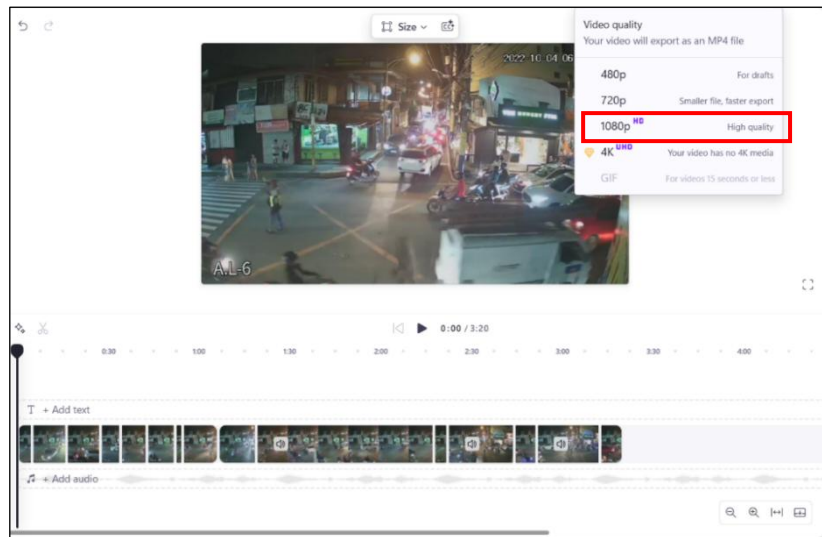 Size
Video quality
Your video will export as an MP4 file
480p For drafts
720p Smaller file, faster export
1080p HD High quality
4K UHD Your video has no 4K media
GIF For videos 15 seconds or less
2022 10 04 06
A.L-6
0:00 / 3:20
0:30 1:00 1:30 2:00 2:30 3:00 3:30 4:00
T + Add text
+ Add audio